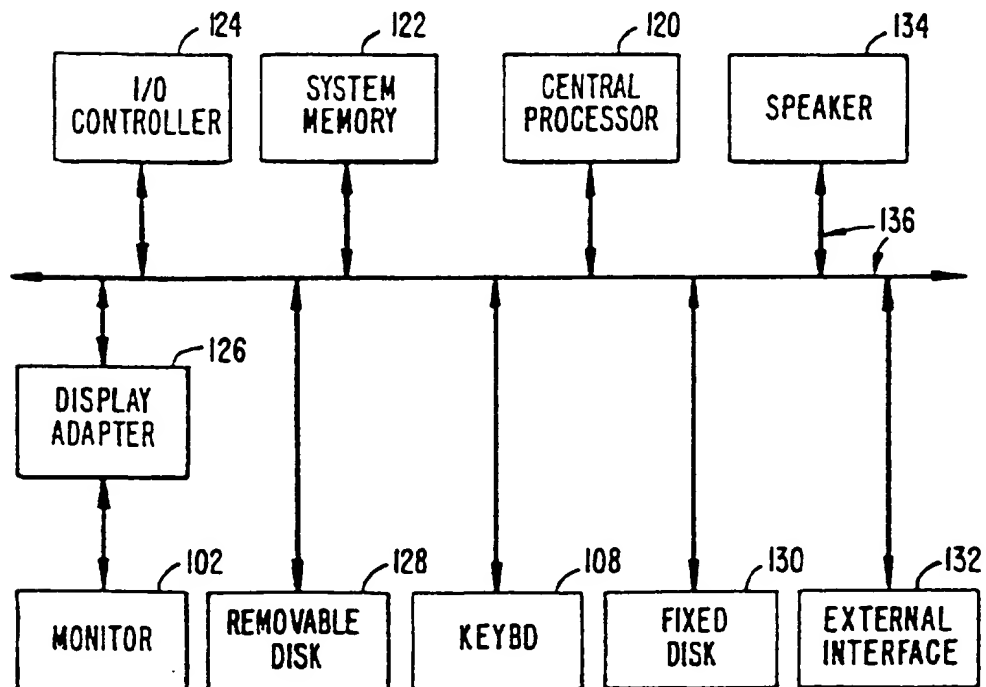 124
122
120
134
I/O
CONTROLLER
SYSTEM
MEMORY
CENTRAL
PROCESSOR
SPEAKER
136
126
DISPLAY
ADAPTER
102
128
108
130
132
MONITOR
REMOVABLE
DISK
KEYBD
FIXED
DISK
EXTERNAL
INTERFACE